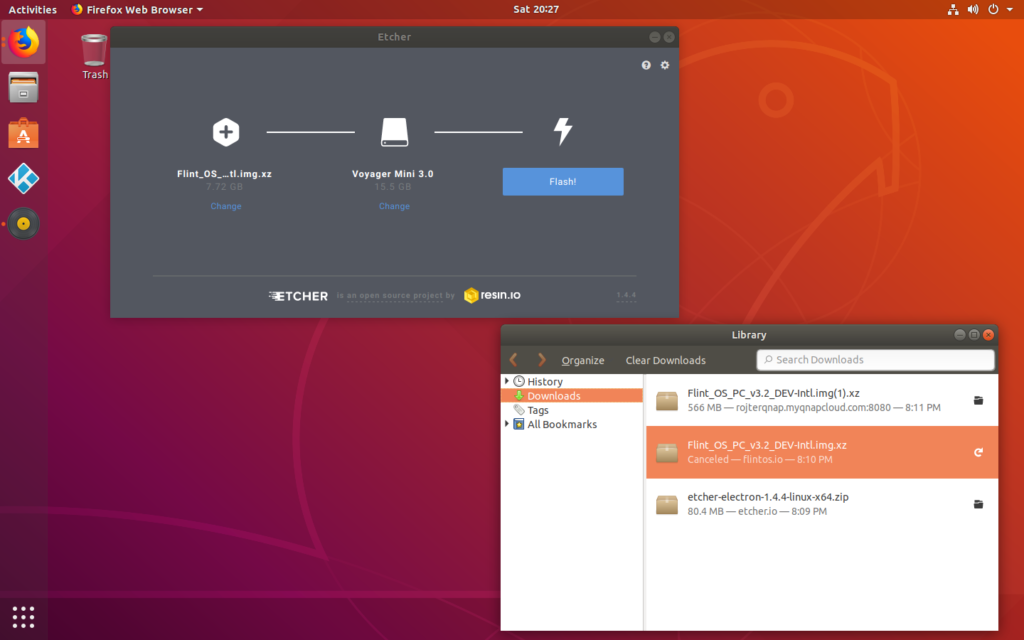 Activities
Firefox Web Browser
Sat 20:27
Trash
Etcher
Flint_OS_...tl.img.xz
7.72 GB
Change
Voyager Mini 3.0
15.5 GB
Change
Flash!
ETCHER is an open source project by resin.io
1.4.4
Library
Organize
Clear Downloads
Search Downloads
History
Downloads
Tags
All Bookmarks
Flint_OS_PC_v3.2_DEV-Intl.img(1).xz
566 MB — rojterqnap.myqnapcloud.com:8080 — 8:11 PM
Flint_OS_PC_v3.2_DEV-Intl.img.xz
Canceled — flintos.io — 8:10 PM
etcher-electron-1.4.4-linux-x64.zip
80.4 MB — etcher.io — 8:09 PM